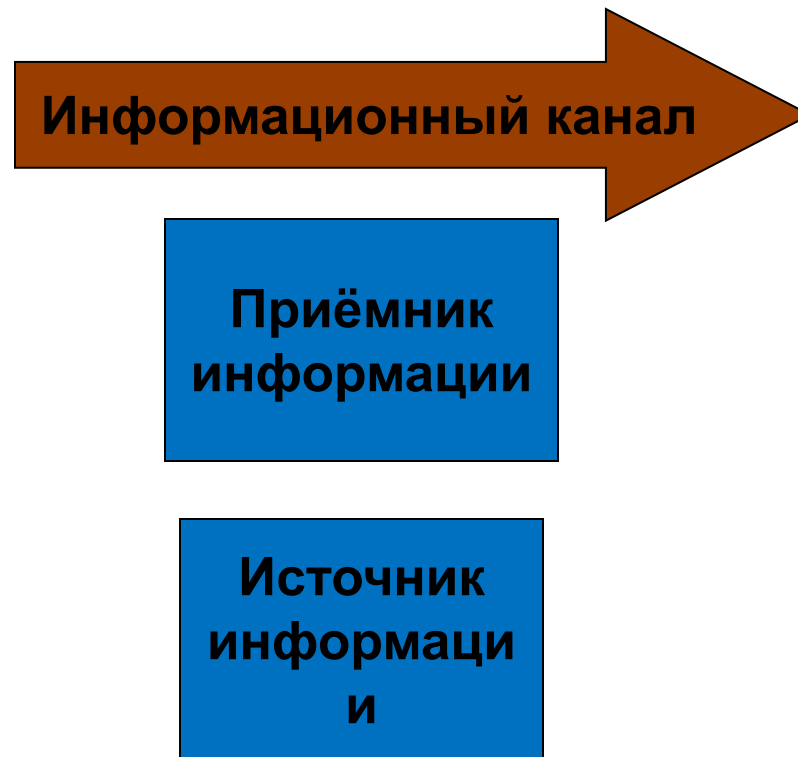 Информационный канал
Приёмник
информации
Источник
информаци
и